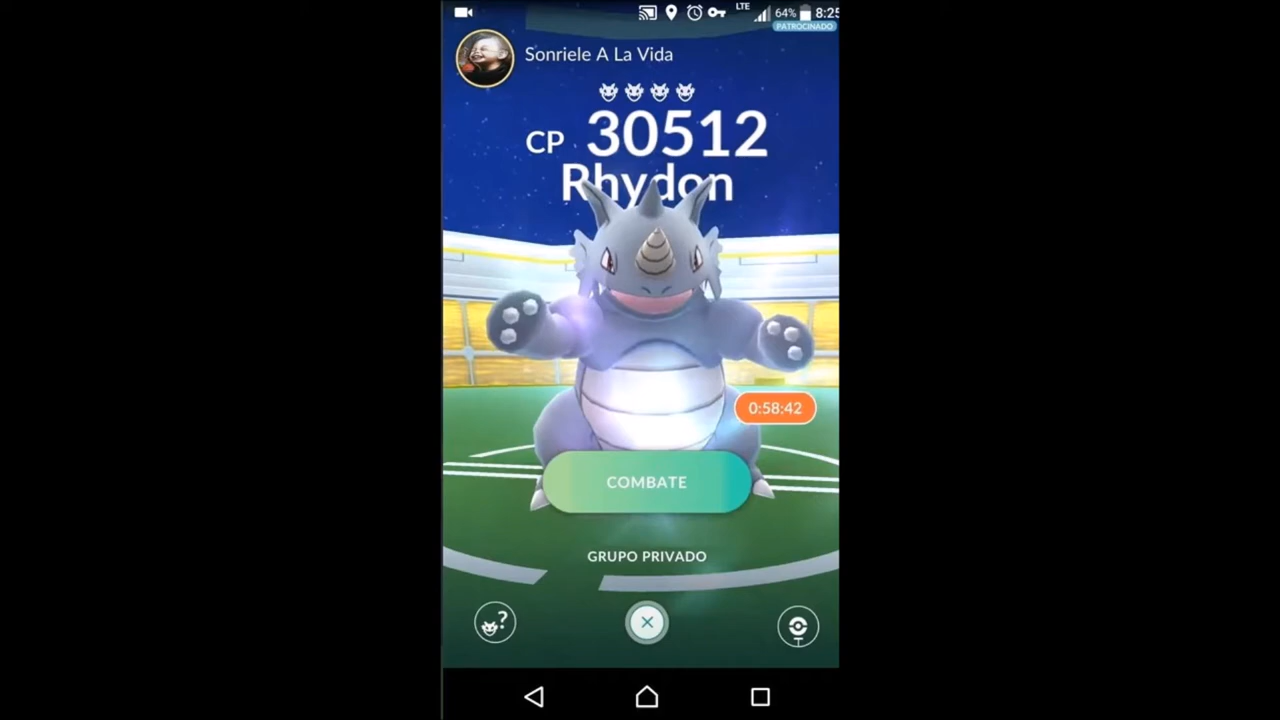 LTE 64% 8:25
PATROCINADO
Sonriele A La Vida
CP 30512
Rhydon
0:58:42
COMBATE
GRUPO PRIVADO
?